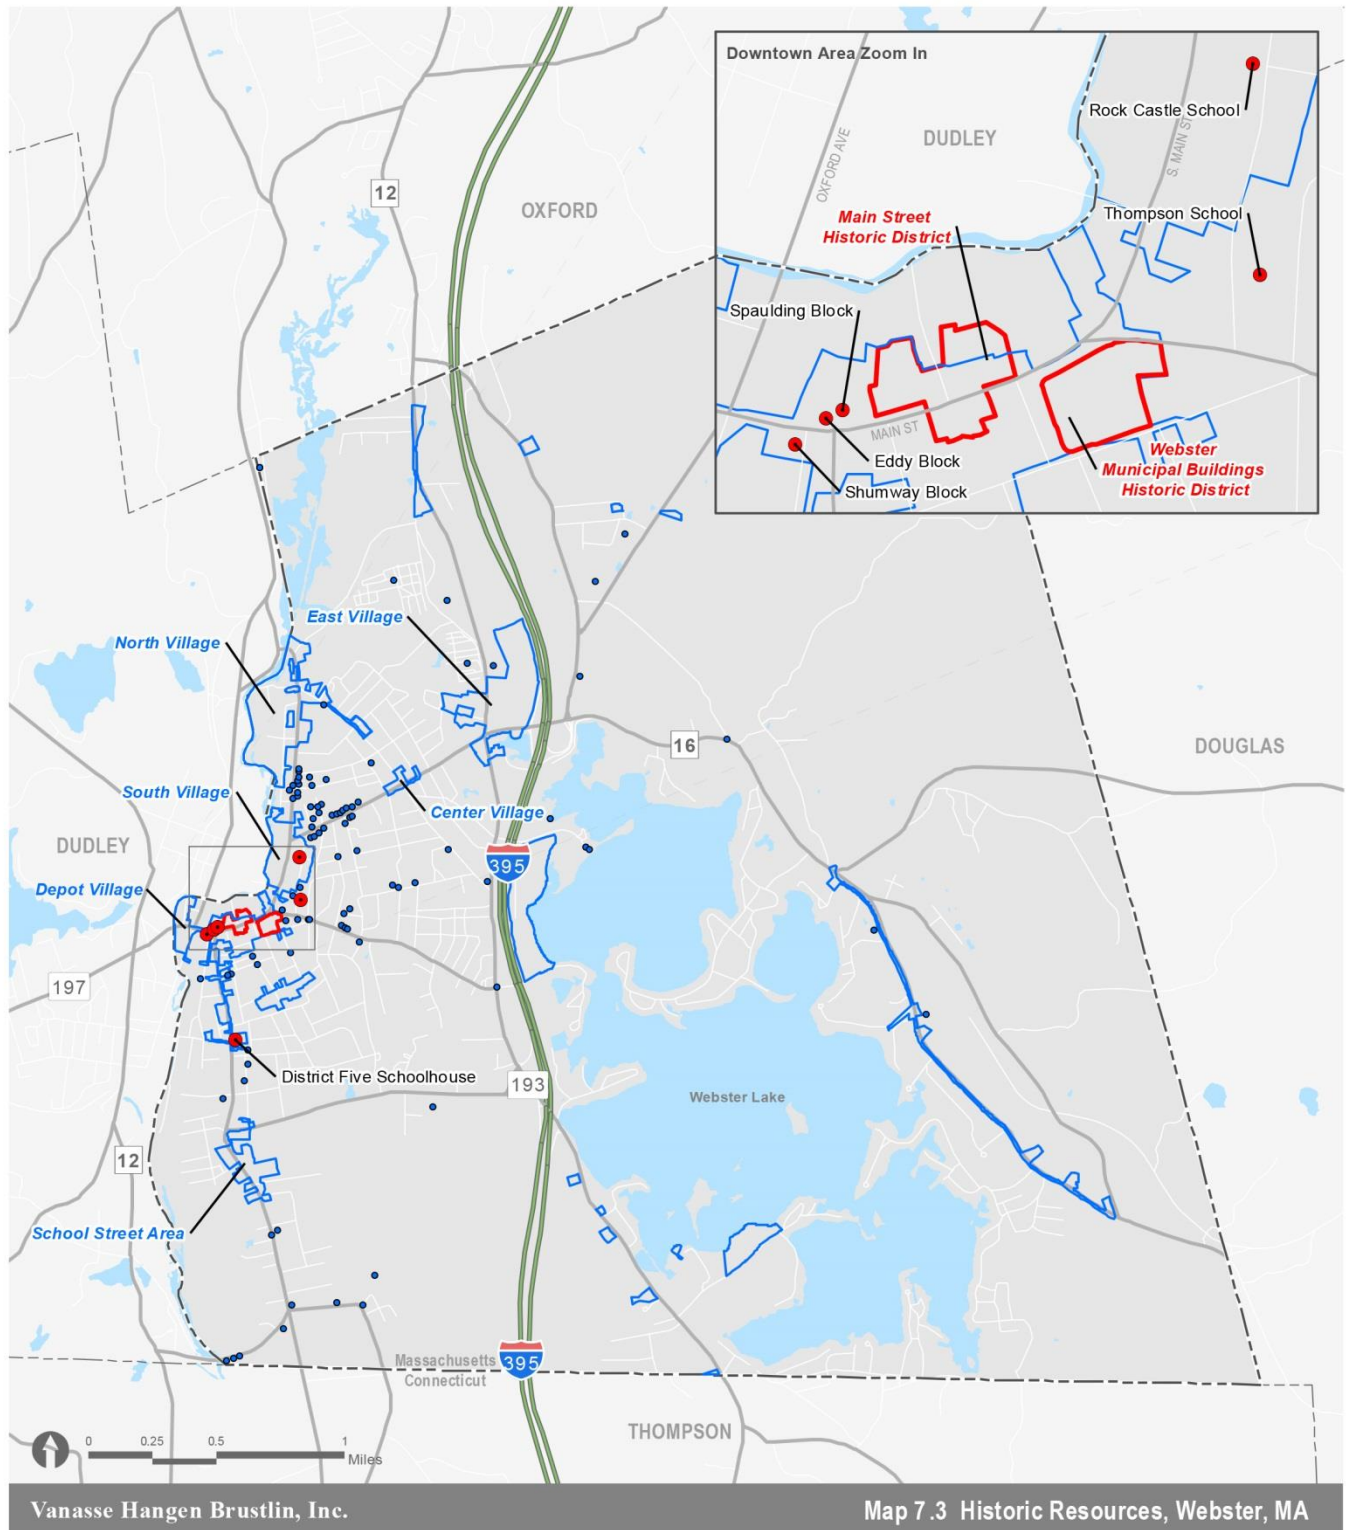 Downtown Area Zoom In
Rock Castle School
OXFORD AVE
DUDLEY
S. MAIN ST
12
OXFORD
Main Street
Historic District
Thompson School
Spaulding Block
MAIN ST
Eddy Block
Shumway Block
Webster
Municipal Buildings
Historic District
East Village
North Village
16
DOUGLAS
South Village
Center Village
DUDLEY
395
Depot Village
197
District Five Schoolhouse
193
Webster Lake
12
School Street Area
Massachusetts
Connecticut
395
THOMPSON
0 0.25 0.5 1
Miles
Vanasse Hangen Brustlin, Inc.
Map 7.3 Historic Resources, Webster, MA